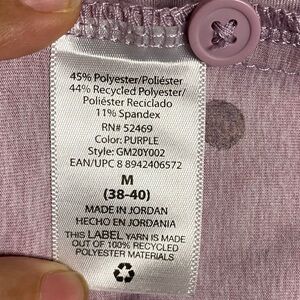 45% Polyester/Poliéster
44% Recycled Polyester/
Poliéster Reciclado
11% Spandex
RN# 52469
Color: PURPLE
Style: GM20Y002
EAN/UPC 8 8942406572
M
(38-40)
MADE IN JORDAN
HECHO EN JORDANIA
THIS LABEL YARN IS MADE
OUT OF 100% RECYCLED
POLYESTER MATERIALS